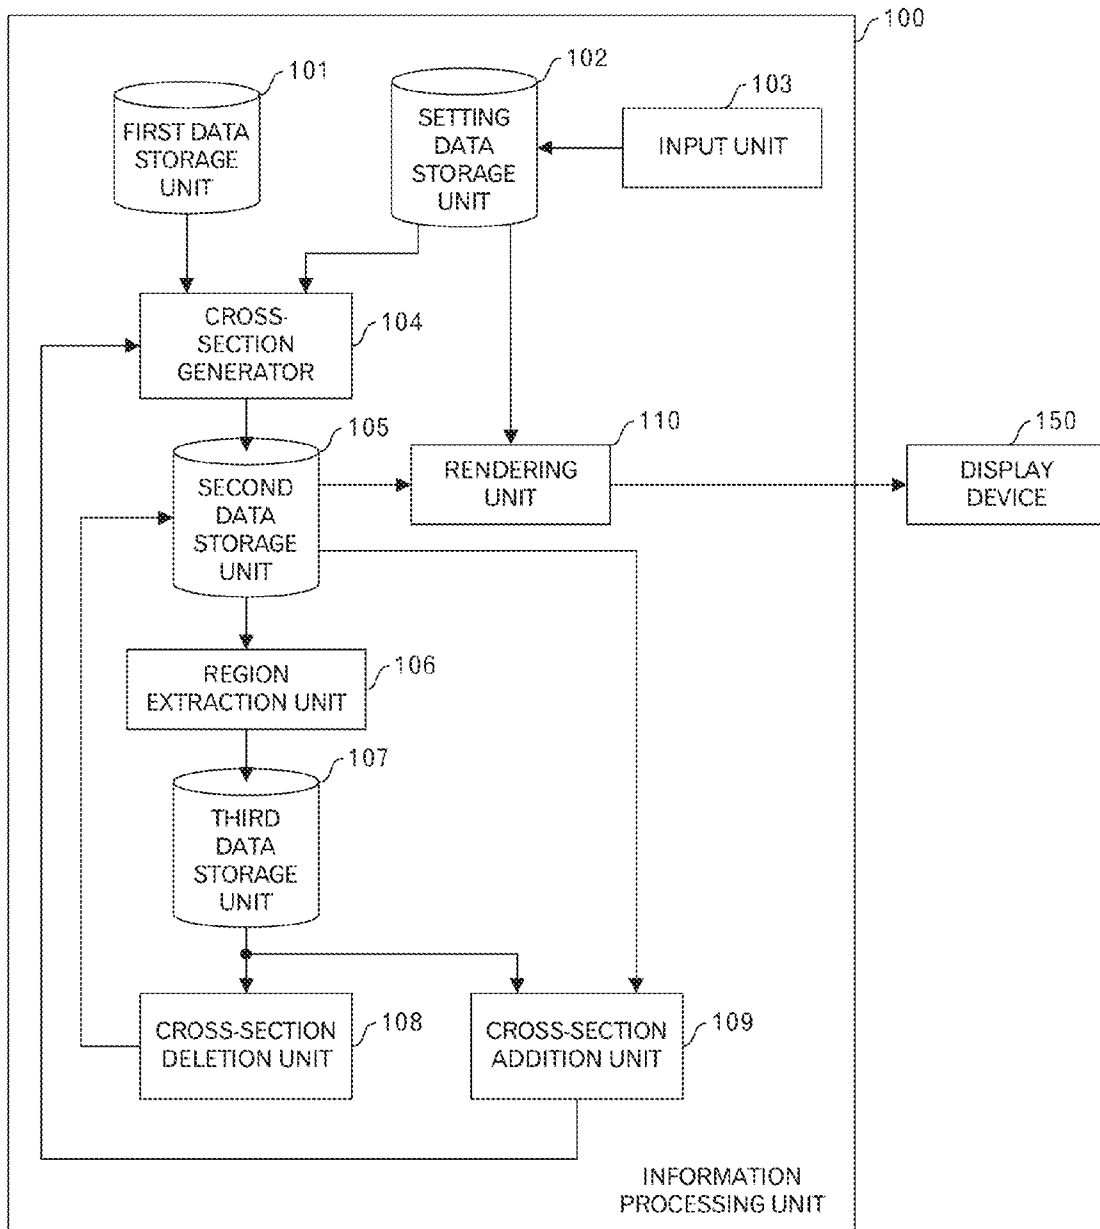 100
101
102
103
FIRST DATA
STORAGE
UNIT
SETTING
DATA
STORAGE
UNIT
INPUT UNIT
CROSS-
SECTION
GENERATOR
104
105
110
150
SECOND
DATA
STORAGE
UNIT
RENDERING
UNIT
DISPLAY
DEVICE
REGION
EXTRACTION UNIT
106
107
THIRD
DATA
STORAGE
UNIT
CROSS-SECTION
DELETION UNIT
108
CROSS-SECTION
ADDITION UNIT
109
INFORMATION
PROCESSING UNIT